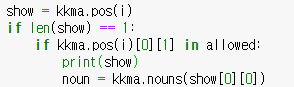 show = kkma.pos(i)
if len(show) == 1:
if kkma.pos(i)[0][1] in allowed:
print(show)
noun = kkma.nouns(show[0][0])